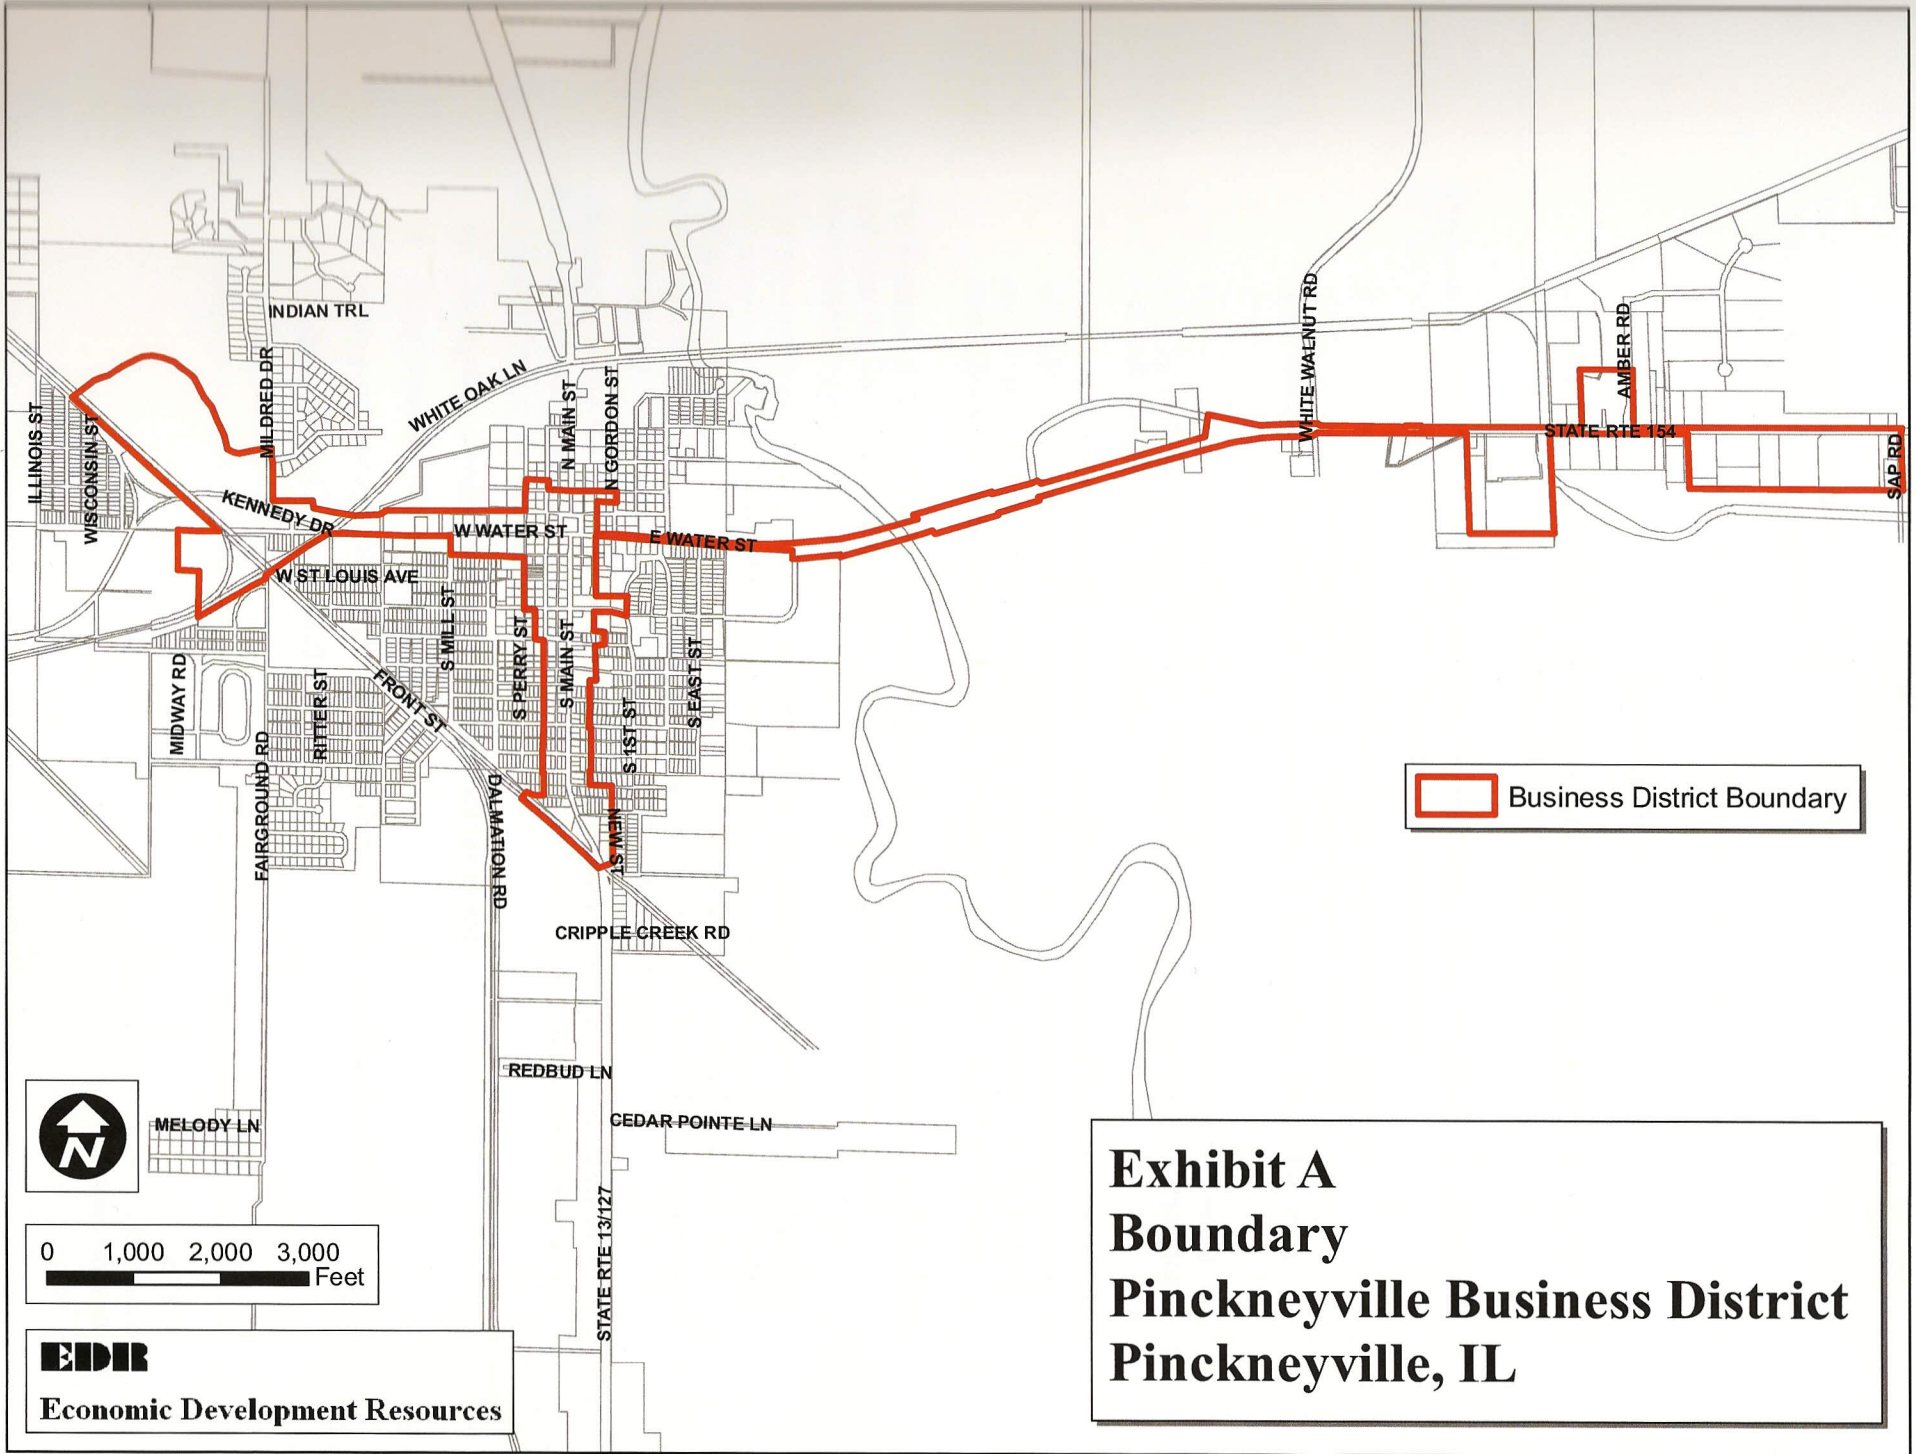 INDIAN TRL
MILDRED DR
WHITE OAK LN
ILLINOIS ST
WISCONSIN ST
KENNEDY DR
N MAIN ST
N GORDON ST
W WATER ST
E WATER ST
WHITE WALNUT RD
AMBER RD
STATE RTE 154
SAP RD
W ST LOUIS AVE
S MILL ST
S PERRY ST
S MAIN ST
S 1ST ST
S EAST ST
MIDWAY RD
RITTER ST
FRONT ST
FAIRGROUND RD
DALMATION RD
NEW ST
Business District Boundary
CRIPPLE CREEK RD
REDBUD LN
CEDAR POINTE LN
MELODY LN
STATE RTE 13/127
N
0 1,000 2,000 3,000
Feet
EDR
Economic Development Resources
Exhibit A
Boundary
Pinckneyville Business District
Pinckneyville, IL